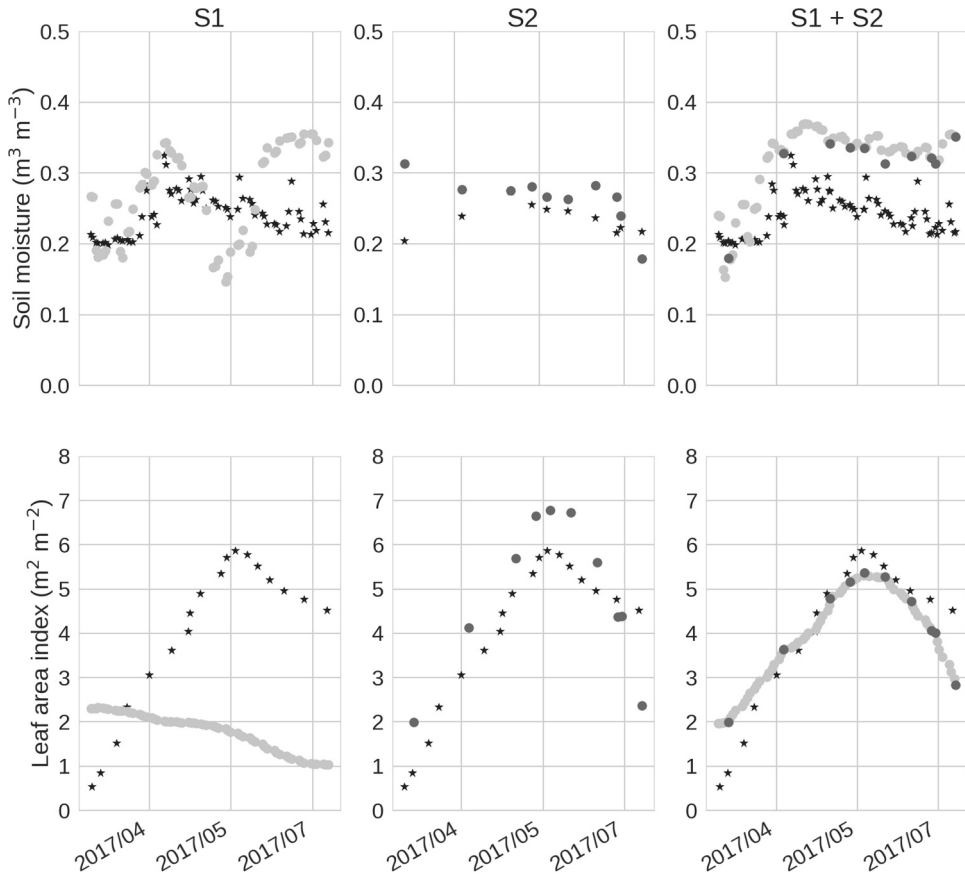 S1 S2 S1 + S2
Soil moisture (m³ m⁻³)
0.5 0.5 0.5
0.4 0.4 0.4
0.3 0.3 0.3
0.2 0.2 0.2
0.1 0.1 0.1
0.0 0.0 0.0
Leaf area index (m² m⁻²)
8 8 8
7 7 7
6 6 6
5 5 5
4 4 4
3 3 3
2 2 2
1 1 1
0 0 0
2017/04 2017/05 2017/07 2017/04 2017/05 2017/07 2017/04 2017/05 2017/07